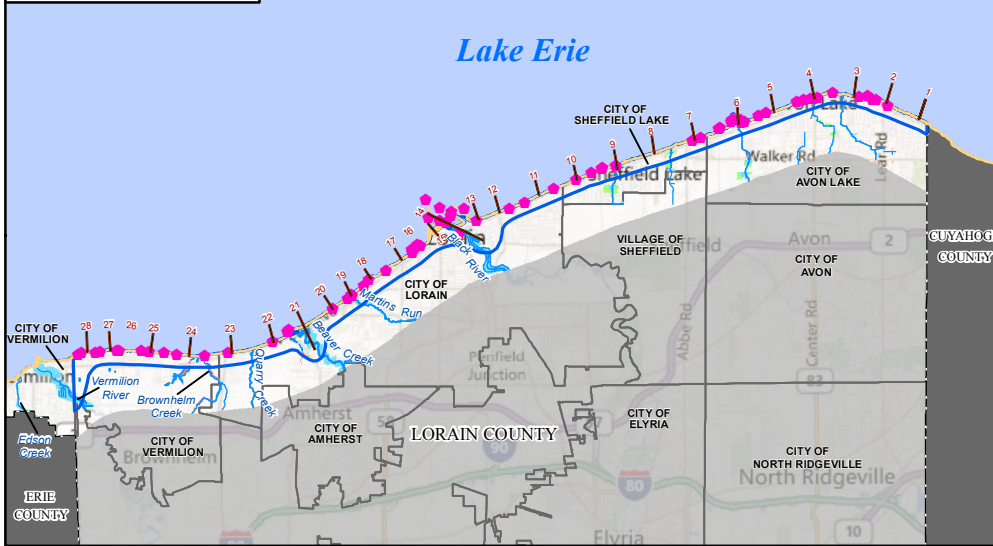 Lake Erie
1
2
3
4
5
6
7
8
9
10
11
12
13
14
15
16
17
18
19
20
21
22
23
24
25
26
27
28
CITY OF
SHEFFIELD LAKE
Lake
Walker Rd
Lear Rd
CITY OF
AVON LAKE
Sheffield Lake
VILLAGE OF
SHEFFIELD
Avon
2
CITY OF
AVON
COUNTY
Black River
CITY OF
LORAIN
Martins Run
Beaver Creek
Abbe Rd
Center Rd
83
CITY OF
VERMILION
Vermilion
River
Brownhelm
Creek
Quarry Creek
Edson
Creek
Penfield
Junction
Amherst
58
CITY OF
AMHERST
CITY OF
VERMILION
Brownhelm
LORAIN COUNTY
90
CITY OF
ELYRIA
80
CITY OF
NORTH RIDGEVILLE
North Ridgeville
ERIE
COUNTY
Elyria
10